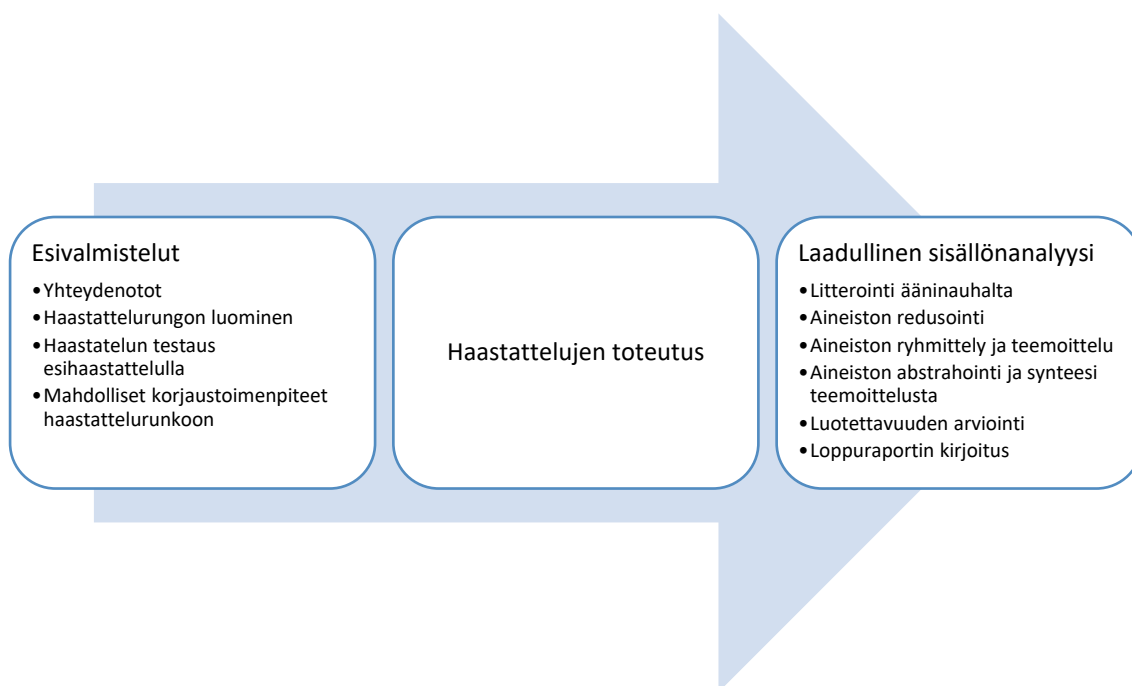 Esivalmistelut
•Yhteydenotot
•Haastattelurungon luominen
•Haastatelun testaus
esihaastattelulla
•Mahdolliset korjaustoimenpiteet
haastattelurunkoon
Haastattelujen toteutus
Laadullinen sisällönanalyysi
•Litterointi ääninauhalta
•Aineiston redusointi
•Aineiston ryhmittely ja teemoittelu
•Aineiston abstrahointi ja synteesi
teemoittelusta
•Luotettavuuden arviointi
•Loppuraportin kirjoitus